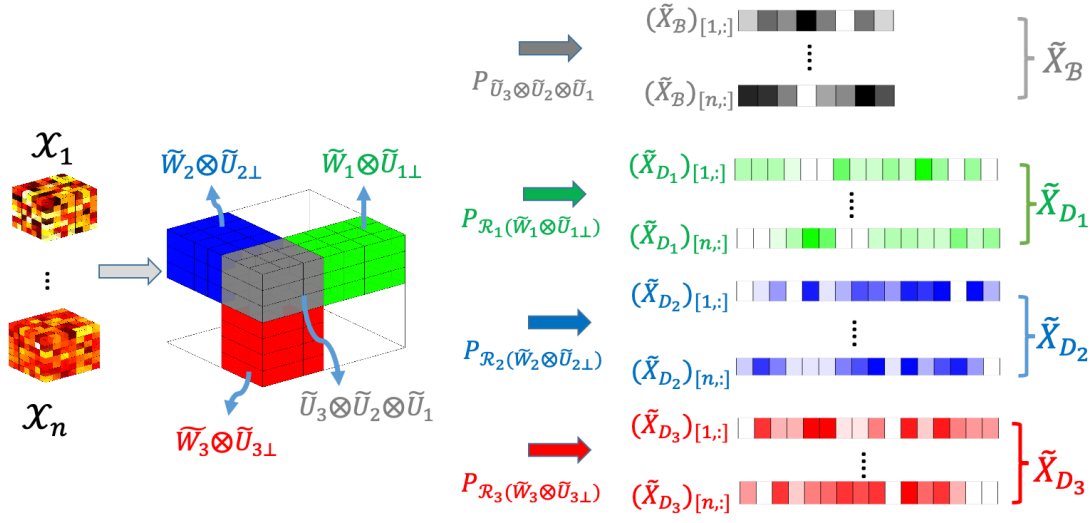 𝒳₁
⋮
𝒳ₙ
W̃₂⊗Ũ₂⊥
W̃₁⊗Ũ₁⊥
W̃₃⊗Ũ₃⊥
Ũ₃⊗Ũ₂⊗Ũ₁
P_{Ũ₃⊗Ũ₂⊗Ũ₁}
(X̃_ℬ)_{[1,:]}
⋮
(X̃_ℬ)_{[n,:]}
X̃_ℬ
P_{ℛ₁(W̃₁⊗Ũ₁⊥)}
(X̃_{D₁})_{[1,:]}
⋮
(X̃_{D₁})_{[n,:]}
X̃_{D₁}
P_{ℛ₂(W̃₂⊗Ũ₂⊥)}
(X̃_{D₂})_{[1,:]}
⋮
(X̃_{D₂})_{[n,:]}
X̃_{D₂}
P_{ℛ₃(W̃₃⊗Ũ₃⊥)}
(X̃_{D₃})_{[1,:]}
⋮
(X̃_{D₃})_{[n,:]}
X̃_{D₃}